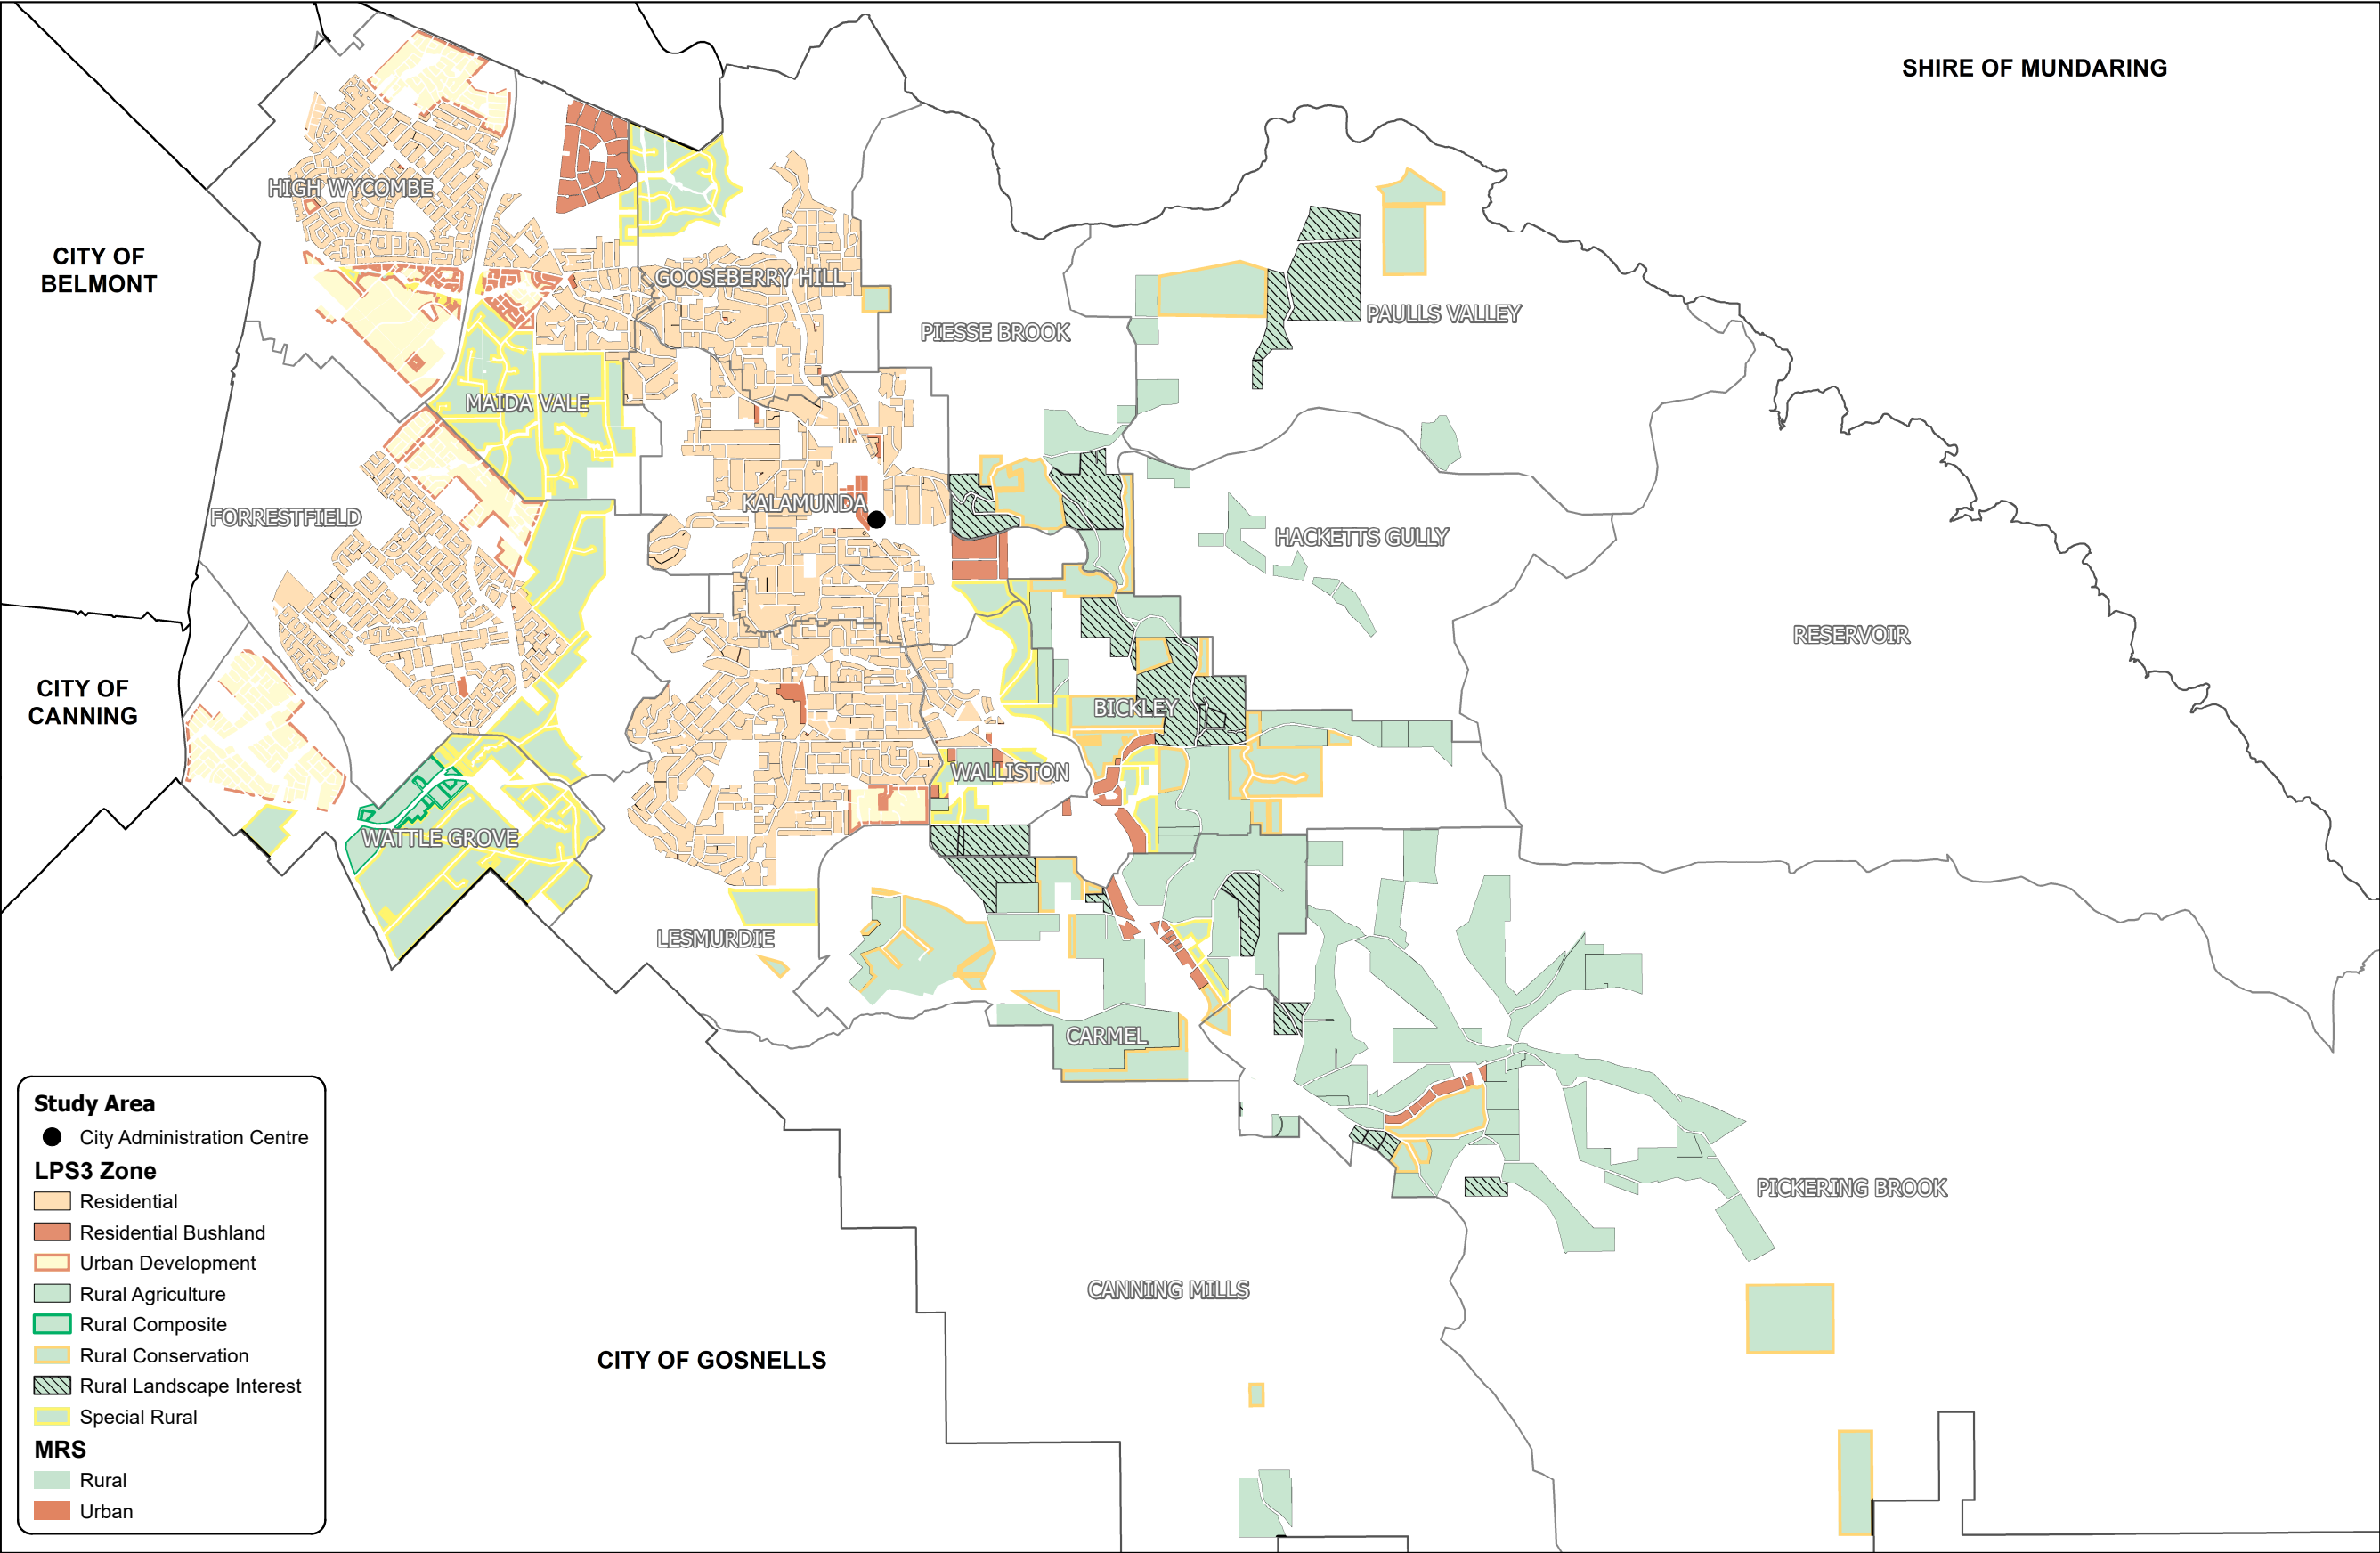 SHIRE OF MUNDARING
HIGH WYCOMBE
CITY OF
BELMONT
GOOSEBERRY HILL
PIESSE BROOK
PAULLS VALLEY
MAIDA VALE
KALAMUNDA
FORRESTFIELD
HACKETTS GULLY
RESERVOIR
CITY OF
CANNING
BICKLEY
WALLISTON
WATTLE GROVE
LESMURDIE
CARMEL
PICKERING BROOK
CANNING MILLS
CITY OF GOSNELLS
Study Area
City Administration Centre
LPS3 Zone
Residential
Residential Bushland
Urban Development
Rural Agriculture
Rural Composite
Rural Conservation
Rural Landscape Interest
Special Rural
MRS
Rural
Urban